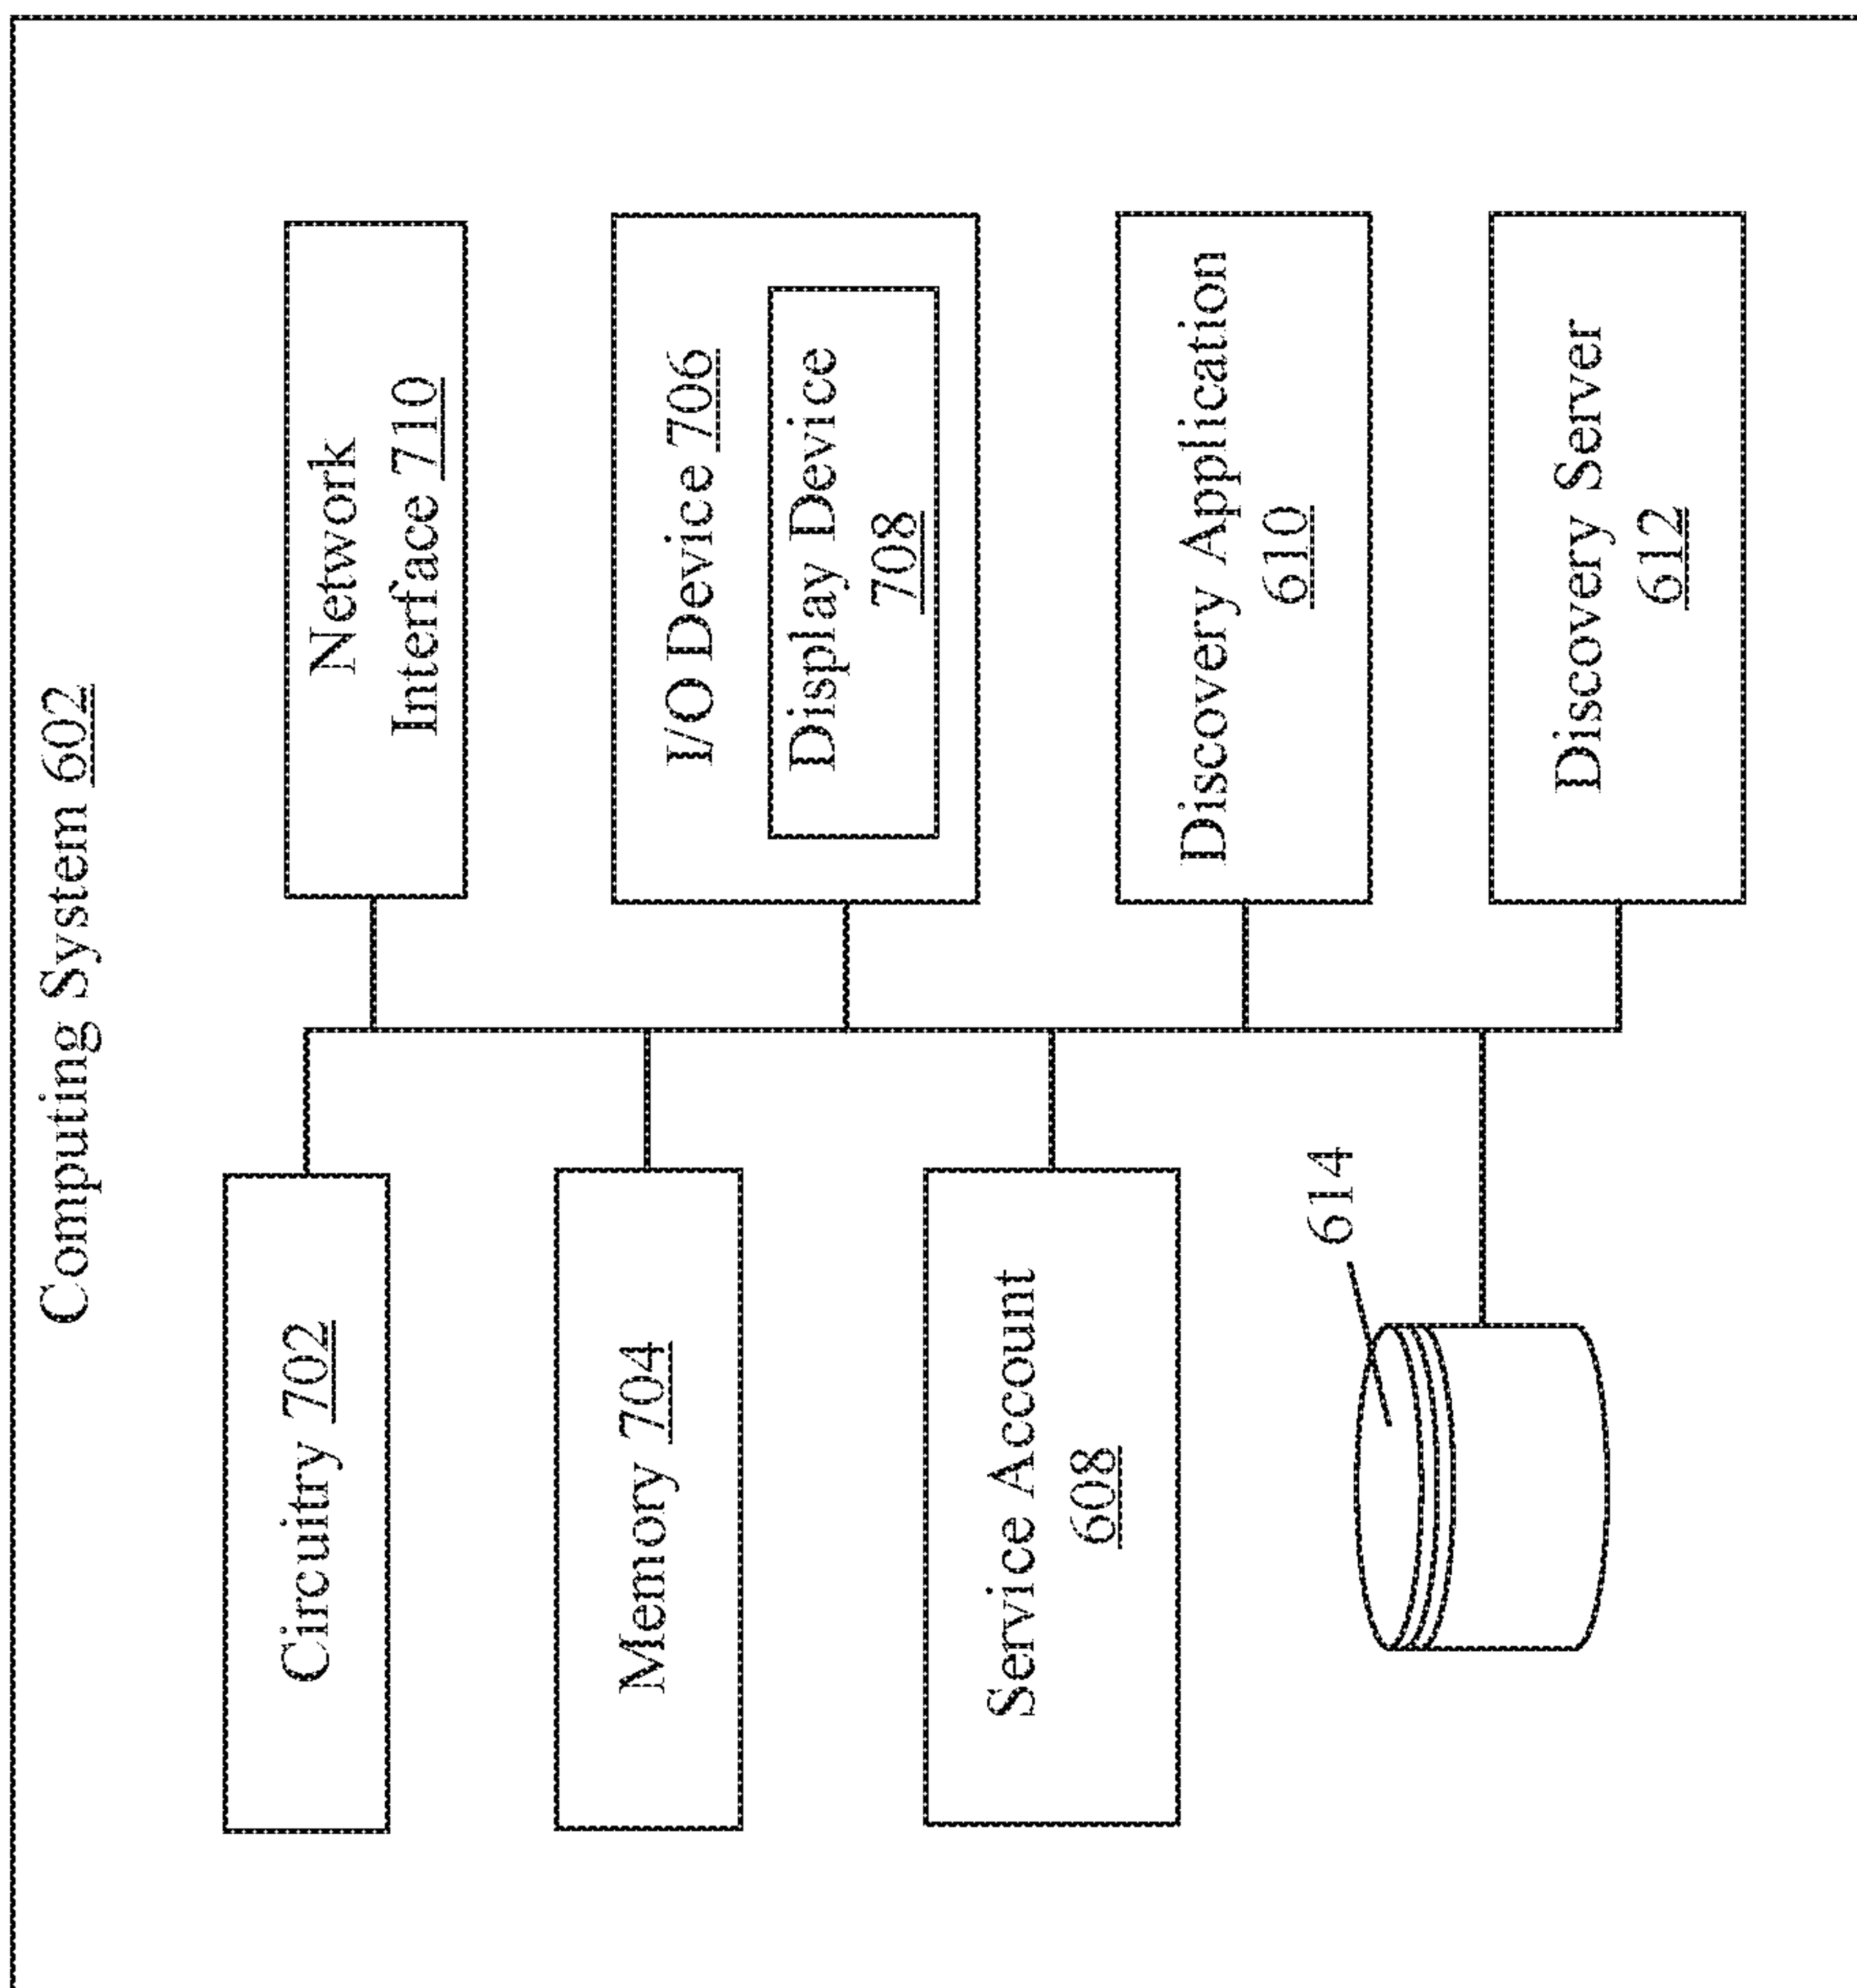 Computing System 602
Circuitry 702
Network
Interface 710
Memory 704
I/O Device 706
Display Device
708
Service Account
608
Discovery Application
610
614
Discovery Server
612